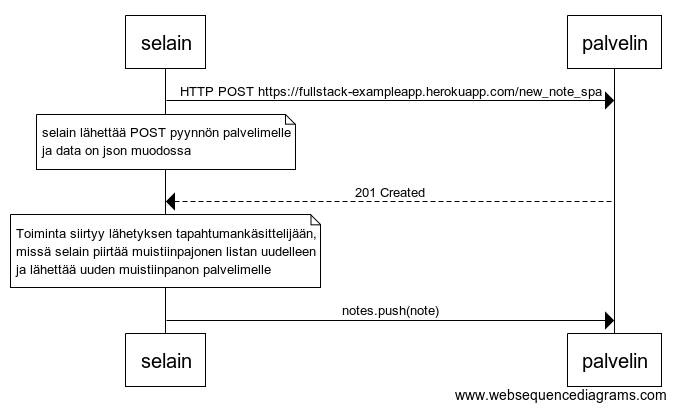 selain
palvelin
HTTP POST https://fullstack-exampleapp.herokuapp.com/new_note_spa
selain lähettää POST pyynnön palvelimelle
ja data on json muodossa
201 Created
Toiminta siirtyy lähetyksen tapahtumankäsittelijään,
missä selain piirtää muistiinpajonen listan uudelleen
ja lähettää uuden muistiinpanon palvelimelle
notes.push(note)
selain
palvelin
www.websequencediagrams.com